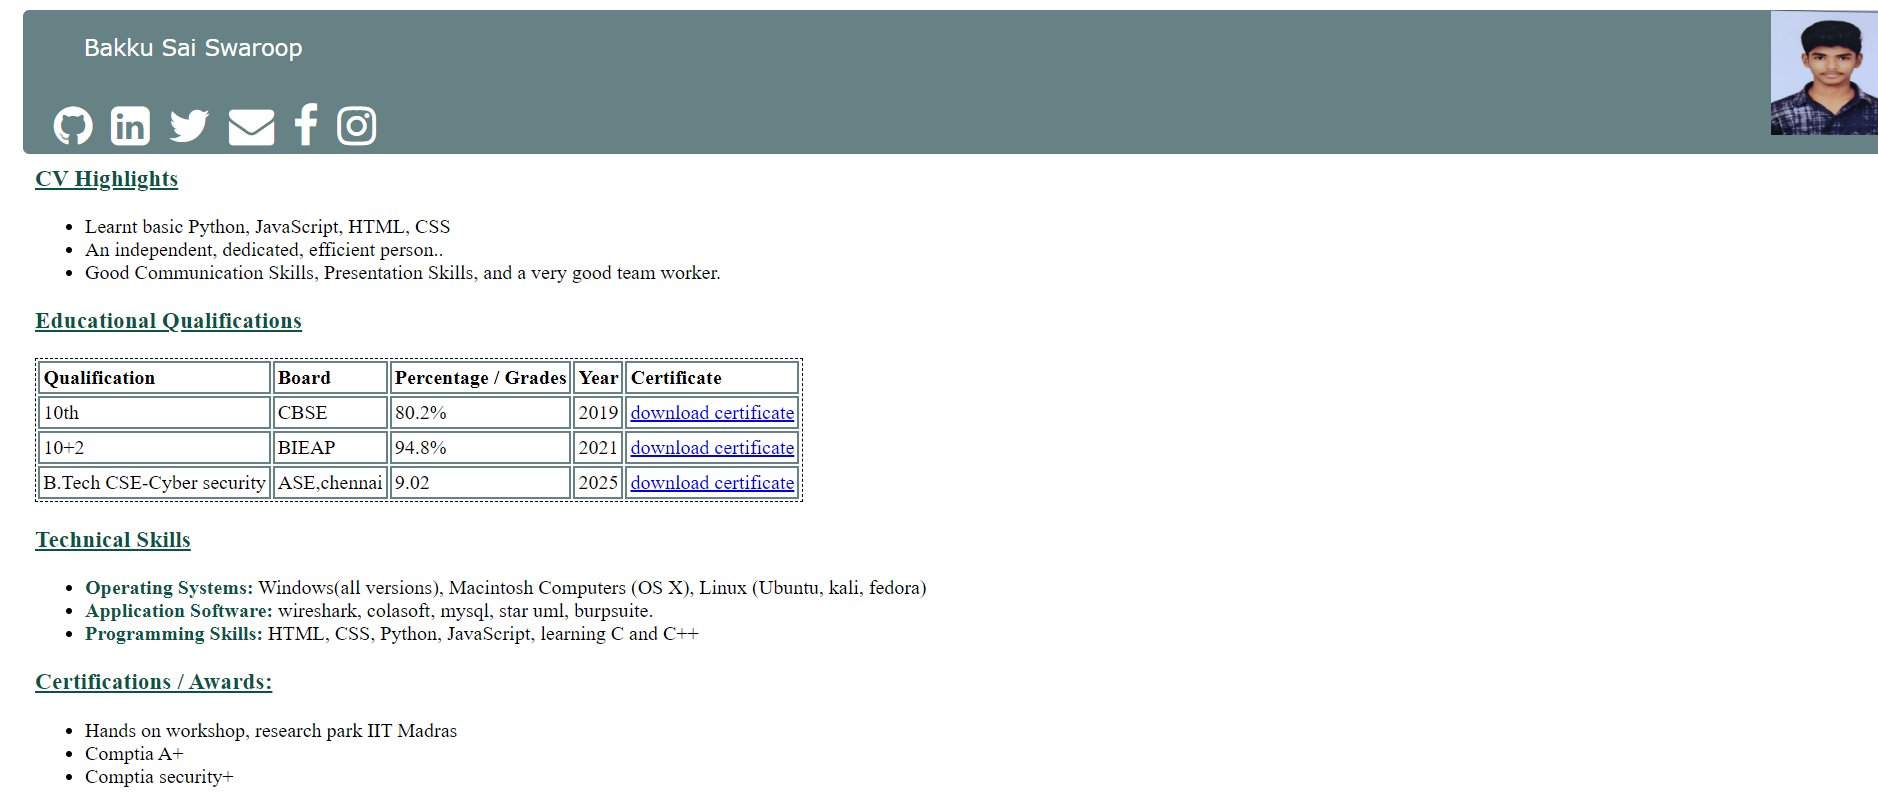 Bakku Sai Swaroop
CV Highlights
Learnt basic Python, JavaScript, HTML, CSS
An independent, dedicated, efficient person..
Good Communication Skills, Presentation Skills, and a very good team worker.
Educational Qualifications
Qualification Board Percentage / Grades Year Certificate
10th CBSE 80.2% 2019 download certificate
10+2 BIEAP 94.8% 2021 download certificate
B.Tech CSE-Cyber security ASE,chennai 9.02 2025 download certificate
Technical Skills
Operating Systems: Windows(all versions), Macintosh Computers (OS X), Linux (Ubuntu, kali, fedora)
Application Software: wireshark, colasoft, mysql, star uml, burpsuite.
Programming Skills: HTML, CSS, Python, JavaScript, learning C and C++
Certifications / Awards:
Hands on workshop, research park IIT Madras
Comptia A+
Comptia security+